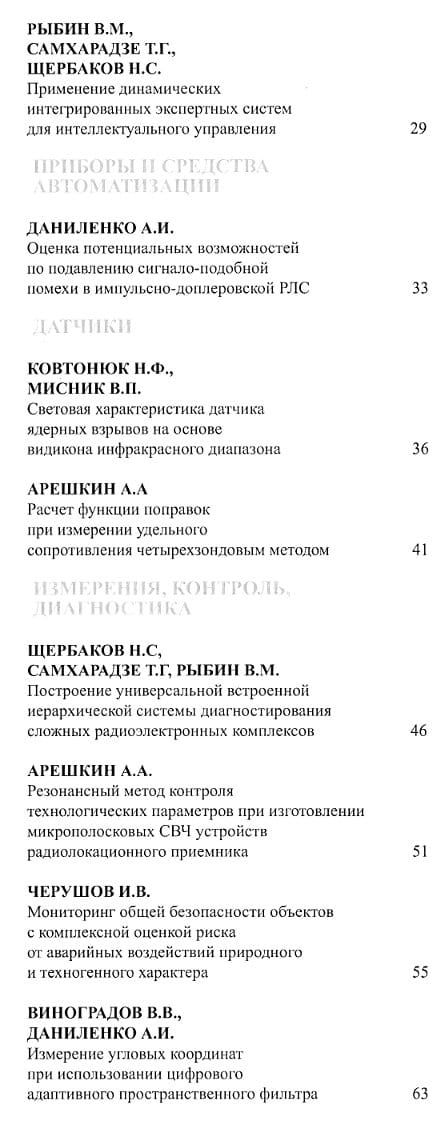 РЫБИН В.М.,
САМХАРАДЗЕ Т.Г.,
ЩЕРБАКОВ Н.С.
Применение динамических
интегрированных экспертных систем
для интеллектуального управления 29
ПРИБОРЫ И СРЕДСТВА
АВТОМАТИЗАЦИИ
ДАНИЛЕНКО А.И.
Оценка потенциальных возможностей
по подавлению сигнало-подобной
помехи в импульсно-доплеровской РЛС 33
ДАТЧИКИ
КОВТОНЮК Н.Ф.,
МИСНИК В.П.
Световая характеристика датчика
ядерных взрывов на основе
видикона инфракрасного диапазона 36
АРЕШКИН А.А
Расчет функции поправок
при измерении удельного
сопротивления четырехзондовым методом 41
ИЗМЕРЕНИЯ, КОНТРОЛЬ,
ДИАГНОСТИКА
ЩЕРБАКОВ Н.С,
САМХАРАДЗЕ Т.Г, РЫБИН В.М.
Построение универсальной встроенной
иерархической системы диагностирования
сложных радиоэлектронных комплексов 46
АРЕШКИН А.А.
Резонансный метод контроля
технологических параметров при изготовлении
микрополосковых СВЧ устройств
радиолокационного приемника 51
ЧЕРУШОВ И.В.
Мониторинг общей безопасности объектов
с комплексной оценкой риска
от аварийных воздействий природного
и техногенного характера 55
ВИНОГРАДОВ В.В.,
ДАНИЛЕНКО А.И.
Измерение угловых координат
при использовании цифрового
адаптивного пространственного фильтра 63